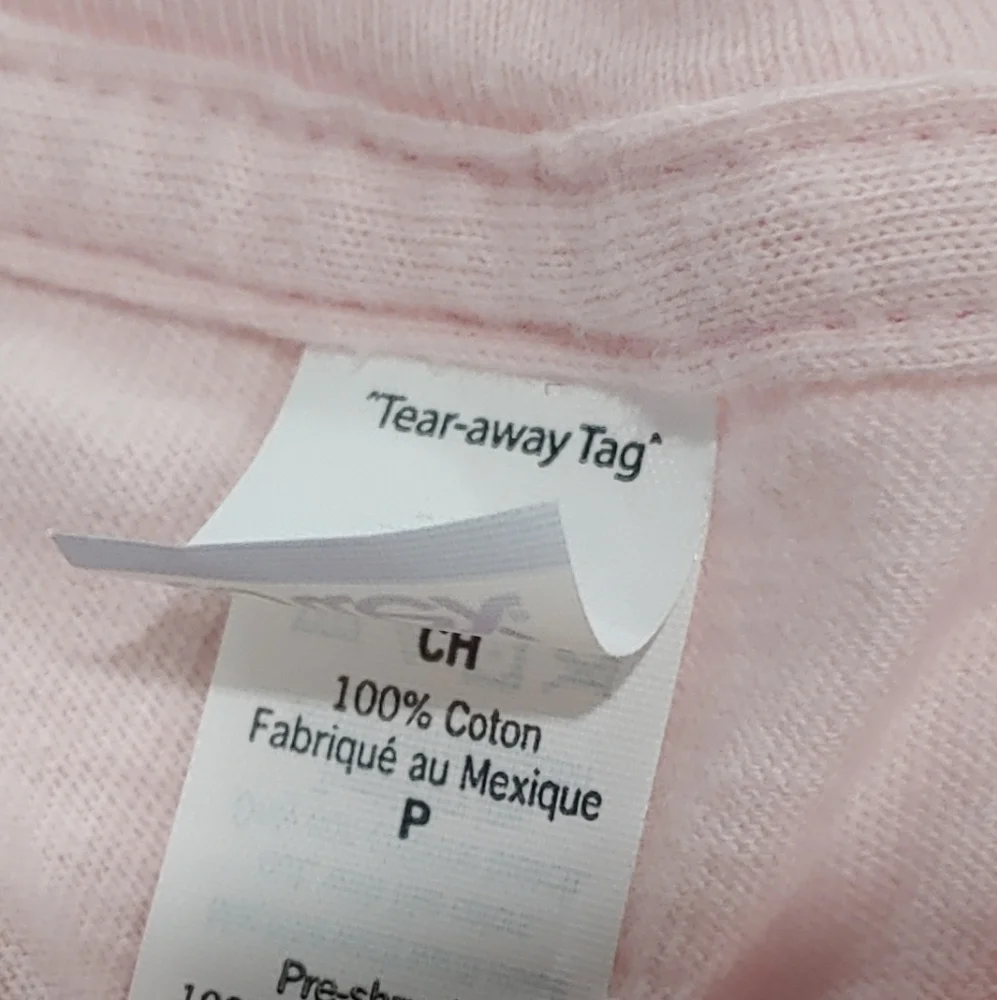 "Tear-away Tag"
CH
100% Coton
Fabriqué au Mexique
P